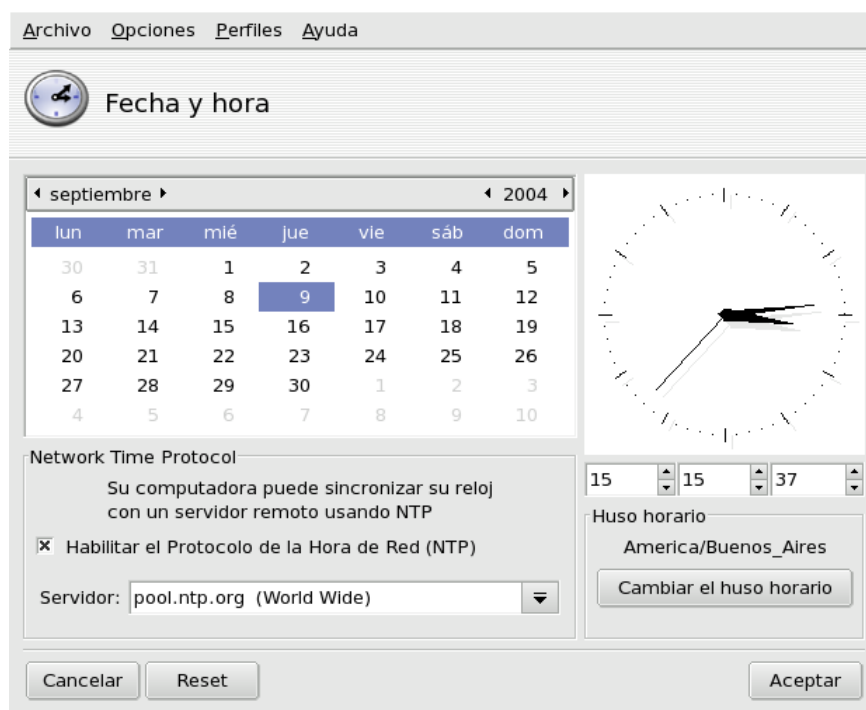 Archivo Opciones Perfiles Ayuda
Fecha y hora
septiembre 2004
lun mar mié jue vie sáb dom
30 31 1 2 3 4 5
6 7 8 9 10 11 12
13 14 15 16 17 18 19
20 21 22 23 24 25 26
27 28 29 30 1 2 3
4 5 6 7 8 9 10
Network Time Protocol
Su computadora puede sincronizar su reloj
con un servidor remoto usando NTP
Habilitar el Protocolo de la Hora de Red (NTP)
Servidor: pool.ntp.org (World Wide)
15 15 37
Huso horario
America/Buenos_Aires
Cambiar el huso horario
Cancelar Reset Aceptar